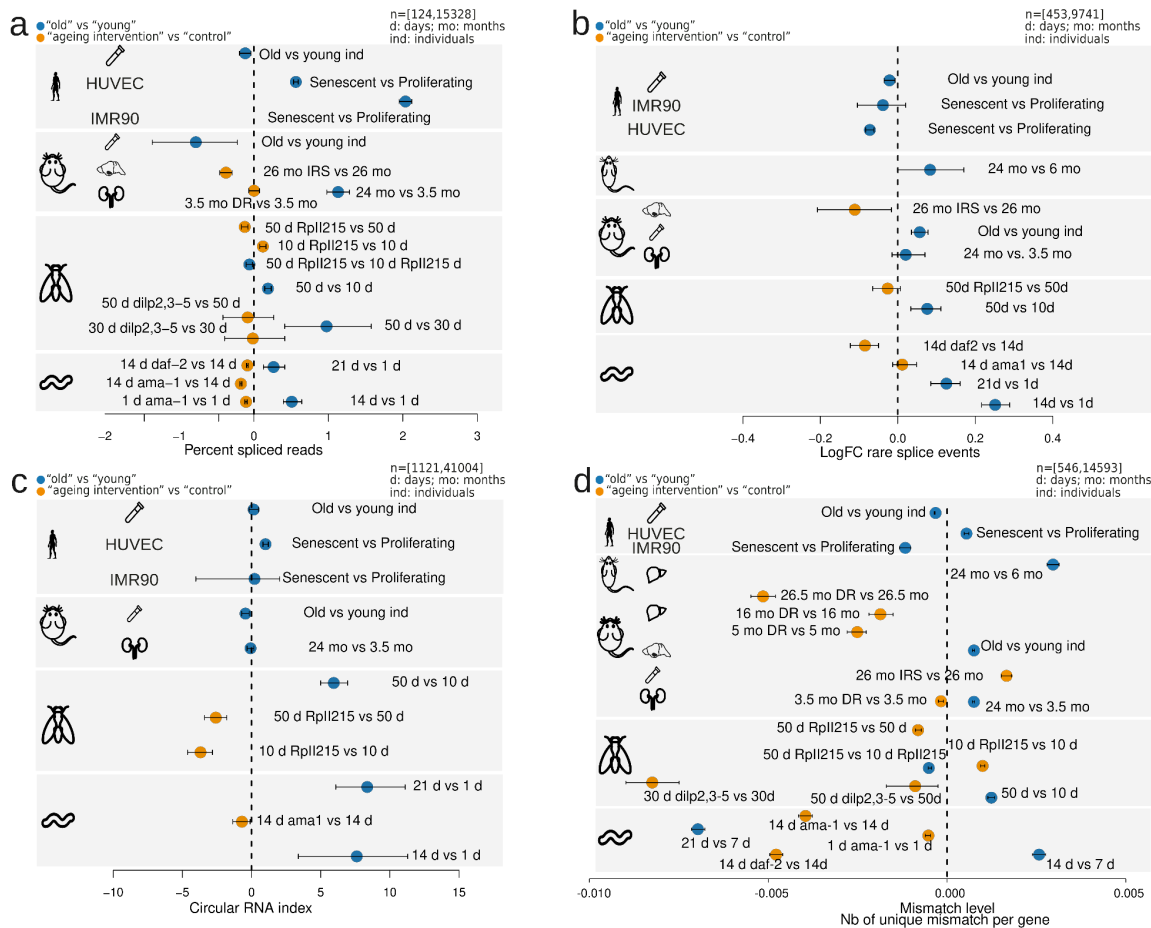 a
"old" vs "young"
"ageing intervention" vs "control"
n=[124,15328]
d: days; mo: months
ind: individuals
Old vs young ind
HUVEC
Senescent vs Proliferating
IMR90
Senescent vs Proliferating
Old vs young ind
26 mo IRS vs 26 mo
24 mo vs 3.5 mo
3.5 mo DR vs 3.5 mo
50 d RpII215 vs 50 d
10 d RpII215 vs 10 d
50 d RpII215 vs 10 d RpII215 d
50 d vs 10 d
50 d dilp2,3−5 vs 50 d
30 d dilp2,3−5 vs 30 d
50 d vs 30 d
14 d daf−2 vs 14 d
21 d vs 1 d
14 d ama−1 vs 14 d
1 d ama−1 vs 1 d
14 d vs 1 d
−2 −1 0 1 2 3
Percent spliced reads
b
"old" vs "young"
"ageing intervention" vs "control"
n=[453,9741]
d: days; mo: months
ind: individuals
Old vs young ind
IMR90
Senescent vs Proliferating
HUVEC
Senescent vs Proliferating
24 mo vs 6 mo
26 mo IRS vs 26 mo
Old vs young ind
24 mo vs. 3.5 mo
50d RpII215 vs 50d
50d vs 10d
14d daf2 vs 14d
14 d ama1 vs 14d
21d vs 1d
14d vs 1d
−0.4 −0.2 0.0 0.2 0.4
LogFC rare splice events
c
"old" vs "young"
"ageing intervention" vs "control"
n=[1121,41004]
d: days; mo: months
ind: individuals
Old vs young ind
HUVEC
Senescent vs Proliferating
IMR90
Senescent vs Proliferating
Old vs young ind
24 mo vs 3.5 mo
50 d vs 10 d
50 d RpII215 vs 50 d
10 d RpII215 vs 10 d
21 d vs 1 d
14 d ama1 vs 14 d
14 d vs 1 d
−10 −5 0 5 10 15
Circular RNA index
d
"old" vs "young"
"ageing intervention" vs "control"
n=[546,14593]
d: days; mo: months
ind: individuals
Old vs young ind
HUVEC
Senescent vs Proliferating
IMR90
Senescent vs Proliferating
24 mo vs 6 mo
26.5 mo DR vs 26.5 mo
16 mo DR vs 16 mo
5 mo DR vs 5 mo
Old vs young ind
26 mo IRS vs 26 mo
3.5 mo DR vs 3.5 mo
24 mo vs 3.5 mo
50 d RpII215 vs 50 d
10 d RpII215 vs 10 d
50 d RpII215 vs 10 d RpII215
30 d dilp2,3-5 vs 30d
50 d dilp2,3-5 vs 50d
50 d vs 10 d
14 d ama-1 vs 14 d
21 d vs 7 d
1 d ama-1 vs 1 d
14 d daf-2 vs 14d
14 d vs 7 d
-0.010 -0.005 0.000 0.005
Mismatch level
Nb of unique mismatch per gene